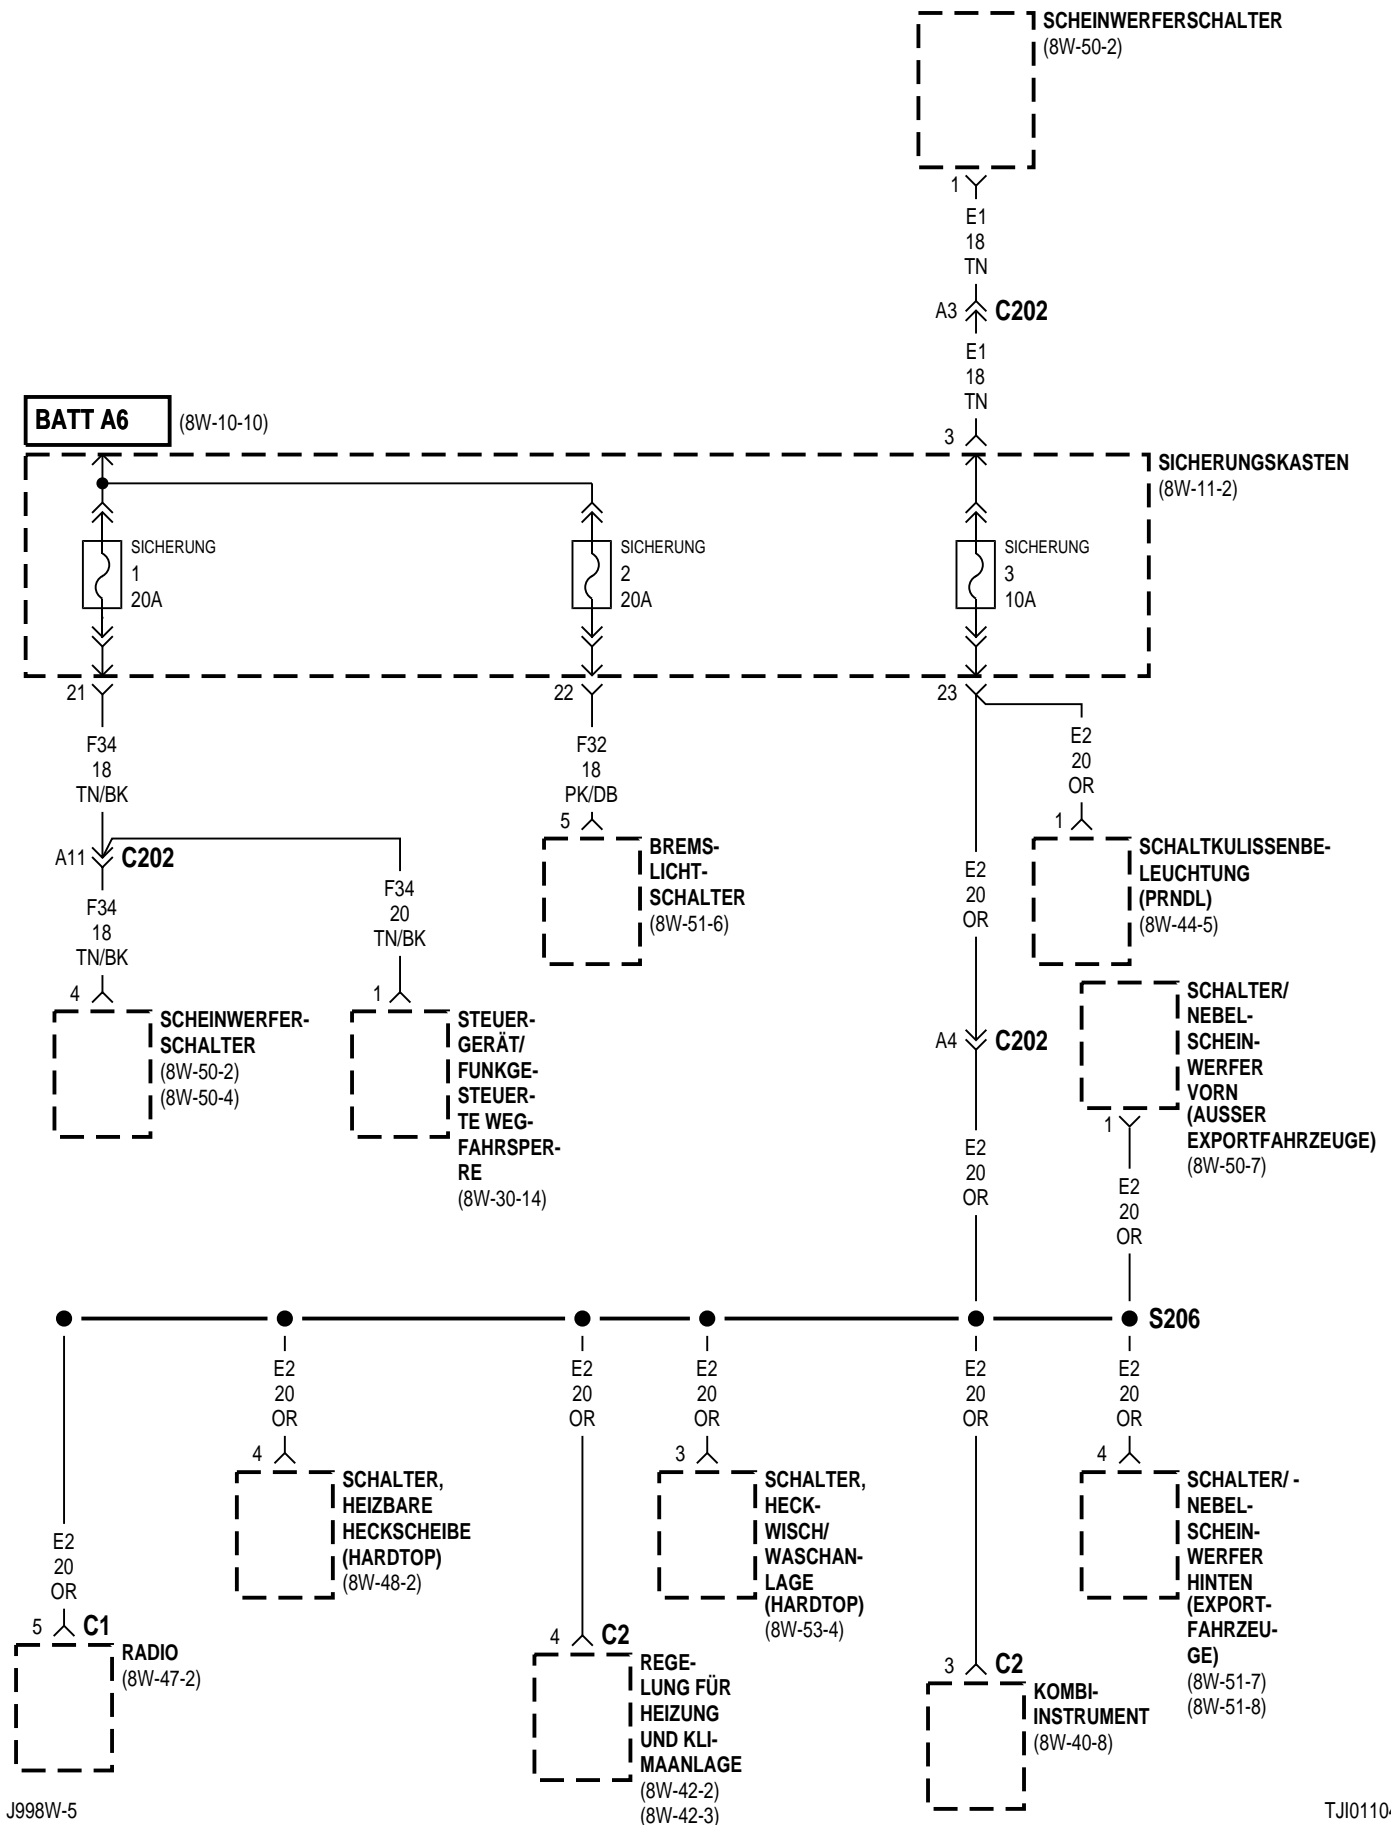 SCHEINWERFERSCHALTER
(8W-50-2)
1
E1
18
TN
A3
C202
E1
18
TN
3
BATT A6
(8W-10-10)
SICHERUNGSKASTEN
(8W-11-2)
SICHERUNG
1
20A
SICHERUNG
2
20A
SICHERUNG
3
10A
21
22
23
F34
18
TN/BK
F32
18
PK/DB
E2
20
OR
A11
C202
F34
18
TN/BK
F34
20
TN/BK
5
BREMS-
LICHT-
SCHALTER
(8W-51-6)
E2
20
OR
1
SCHALTKULISSENBE-
LEUCHTUNG
(PRNDL)
(8W-44-5)
4
SCHEINWERFER-
SCHALTER
(8W-50-2)
(8W-50-4)
1
STEUER-
GERÄT/
FUNKGE-
STEUER-
TE WEG-
FAHRSPER-
RE
(8W-30-14)
A4
C202
E2
20
OR
SCHALTER/
NEBEL-
SCHEIN-
WERFER
VORN
(AUSSER
EXPORTFAHRZEUGE)
(8W-50-7)
1
E2
20
OR
S206
E2
20
OR
E2
20
OR
E2
20
OR
E2
20
OR
E2
20
OR
E2
20
OR
5
C1
RADIO
(8W-47-2)
4
SCHALTER,
HEIZBARE
HECKSCHEIBE
(HARDTOP)
(8W-48-2)
4
C2
REGE-
LUNG FÜR
HEIZUNG
UND KLI-
MAANLAGE
(8W-42-2)
(8W-42-3)
3
SCHALTER,
HECK-
WISCH/
WASCHAN-
LAGE
(HARDTOP)
(8W-53-4)
3
C2
KOMBI-
INSTRUMENT
(8W-40-8)
4
SCHALTER/ -
NEBEL-
SCHEIN-
WERFER
HINTEN
(EXPORT-
FAHRZEU-
GE)
(8W-51-7)
(8W-51-8)
J998W-5